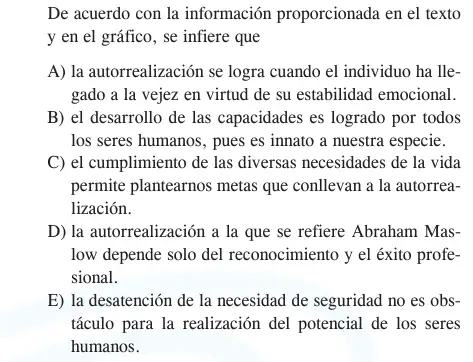 De acuerdo con la información proporcionada en el texto
y en el gráfico, se infiere que
A) la autorrealización se logra cuando el individuo ha lle-
gado a la vejez en virtud de su estabilidad emocional.
B) el desarrollo de las capacidades es logrado por todos
los seres humanos, pues es innato a nuestra especie.
C) el cumplimiento de las diversas necesidades de la vida
permite plantearnos metas que conllevan a la autorrea-
lización.
D) la autorrealización a la que se refiere Abraham Mas-
low depende solo del reconocimiento y el éxito profe-
sional.
E) la desatención de la necesidad de seguridad no es obs-
táculo para la realización del potencial de los seres
humanos.